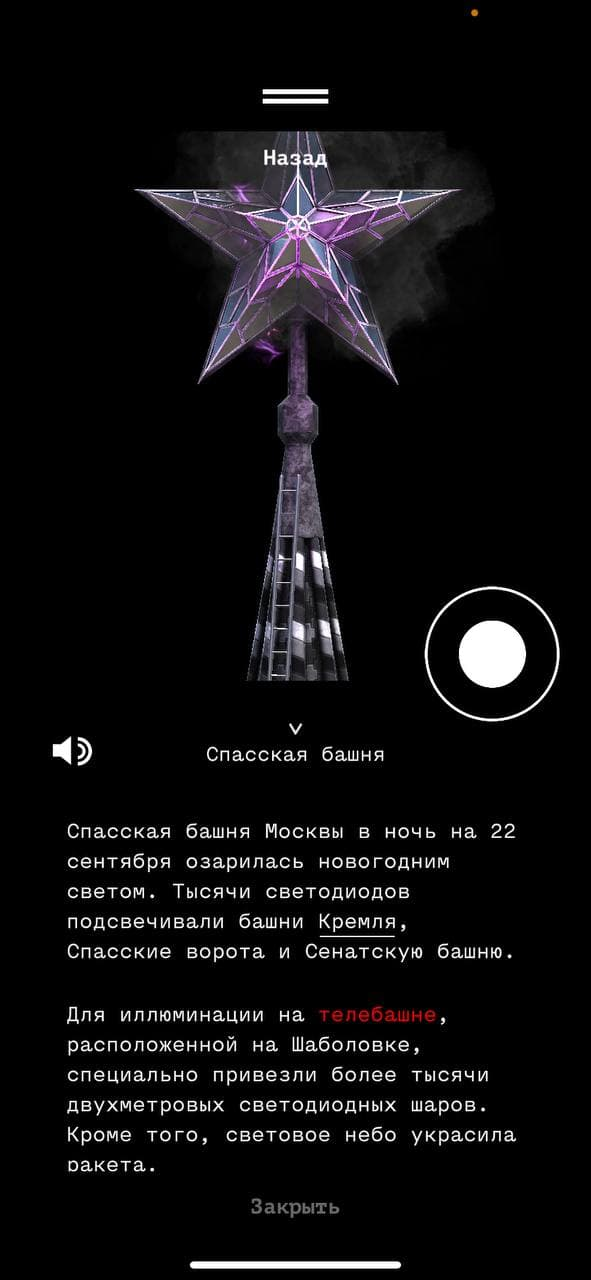 Назад
Спасская башня
Спасская башня Москвы в ночь на 22
сентября озарилась новогодним
светом. Тысячи светодиодов
подсвечивали башни Кремля,
Спасские ворота и Сенатскую башню.
Для иллюминации на телебашне,
расположенной на Шаболовке,
специально привезли более тысячи
двухметровых светодиодных шаров.
Кроме того, световое небо украсила
ракета.
Закрыть